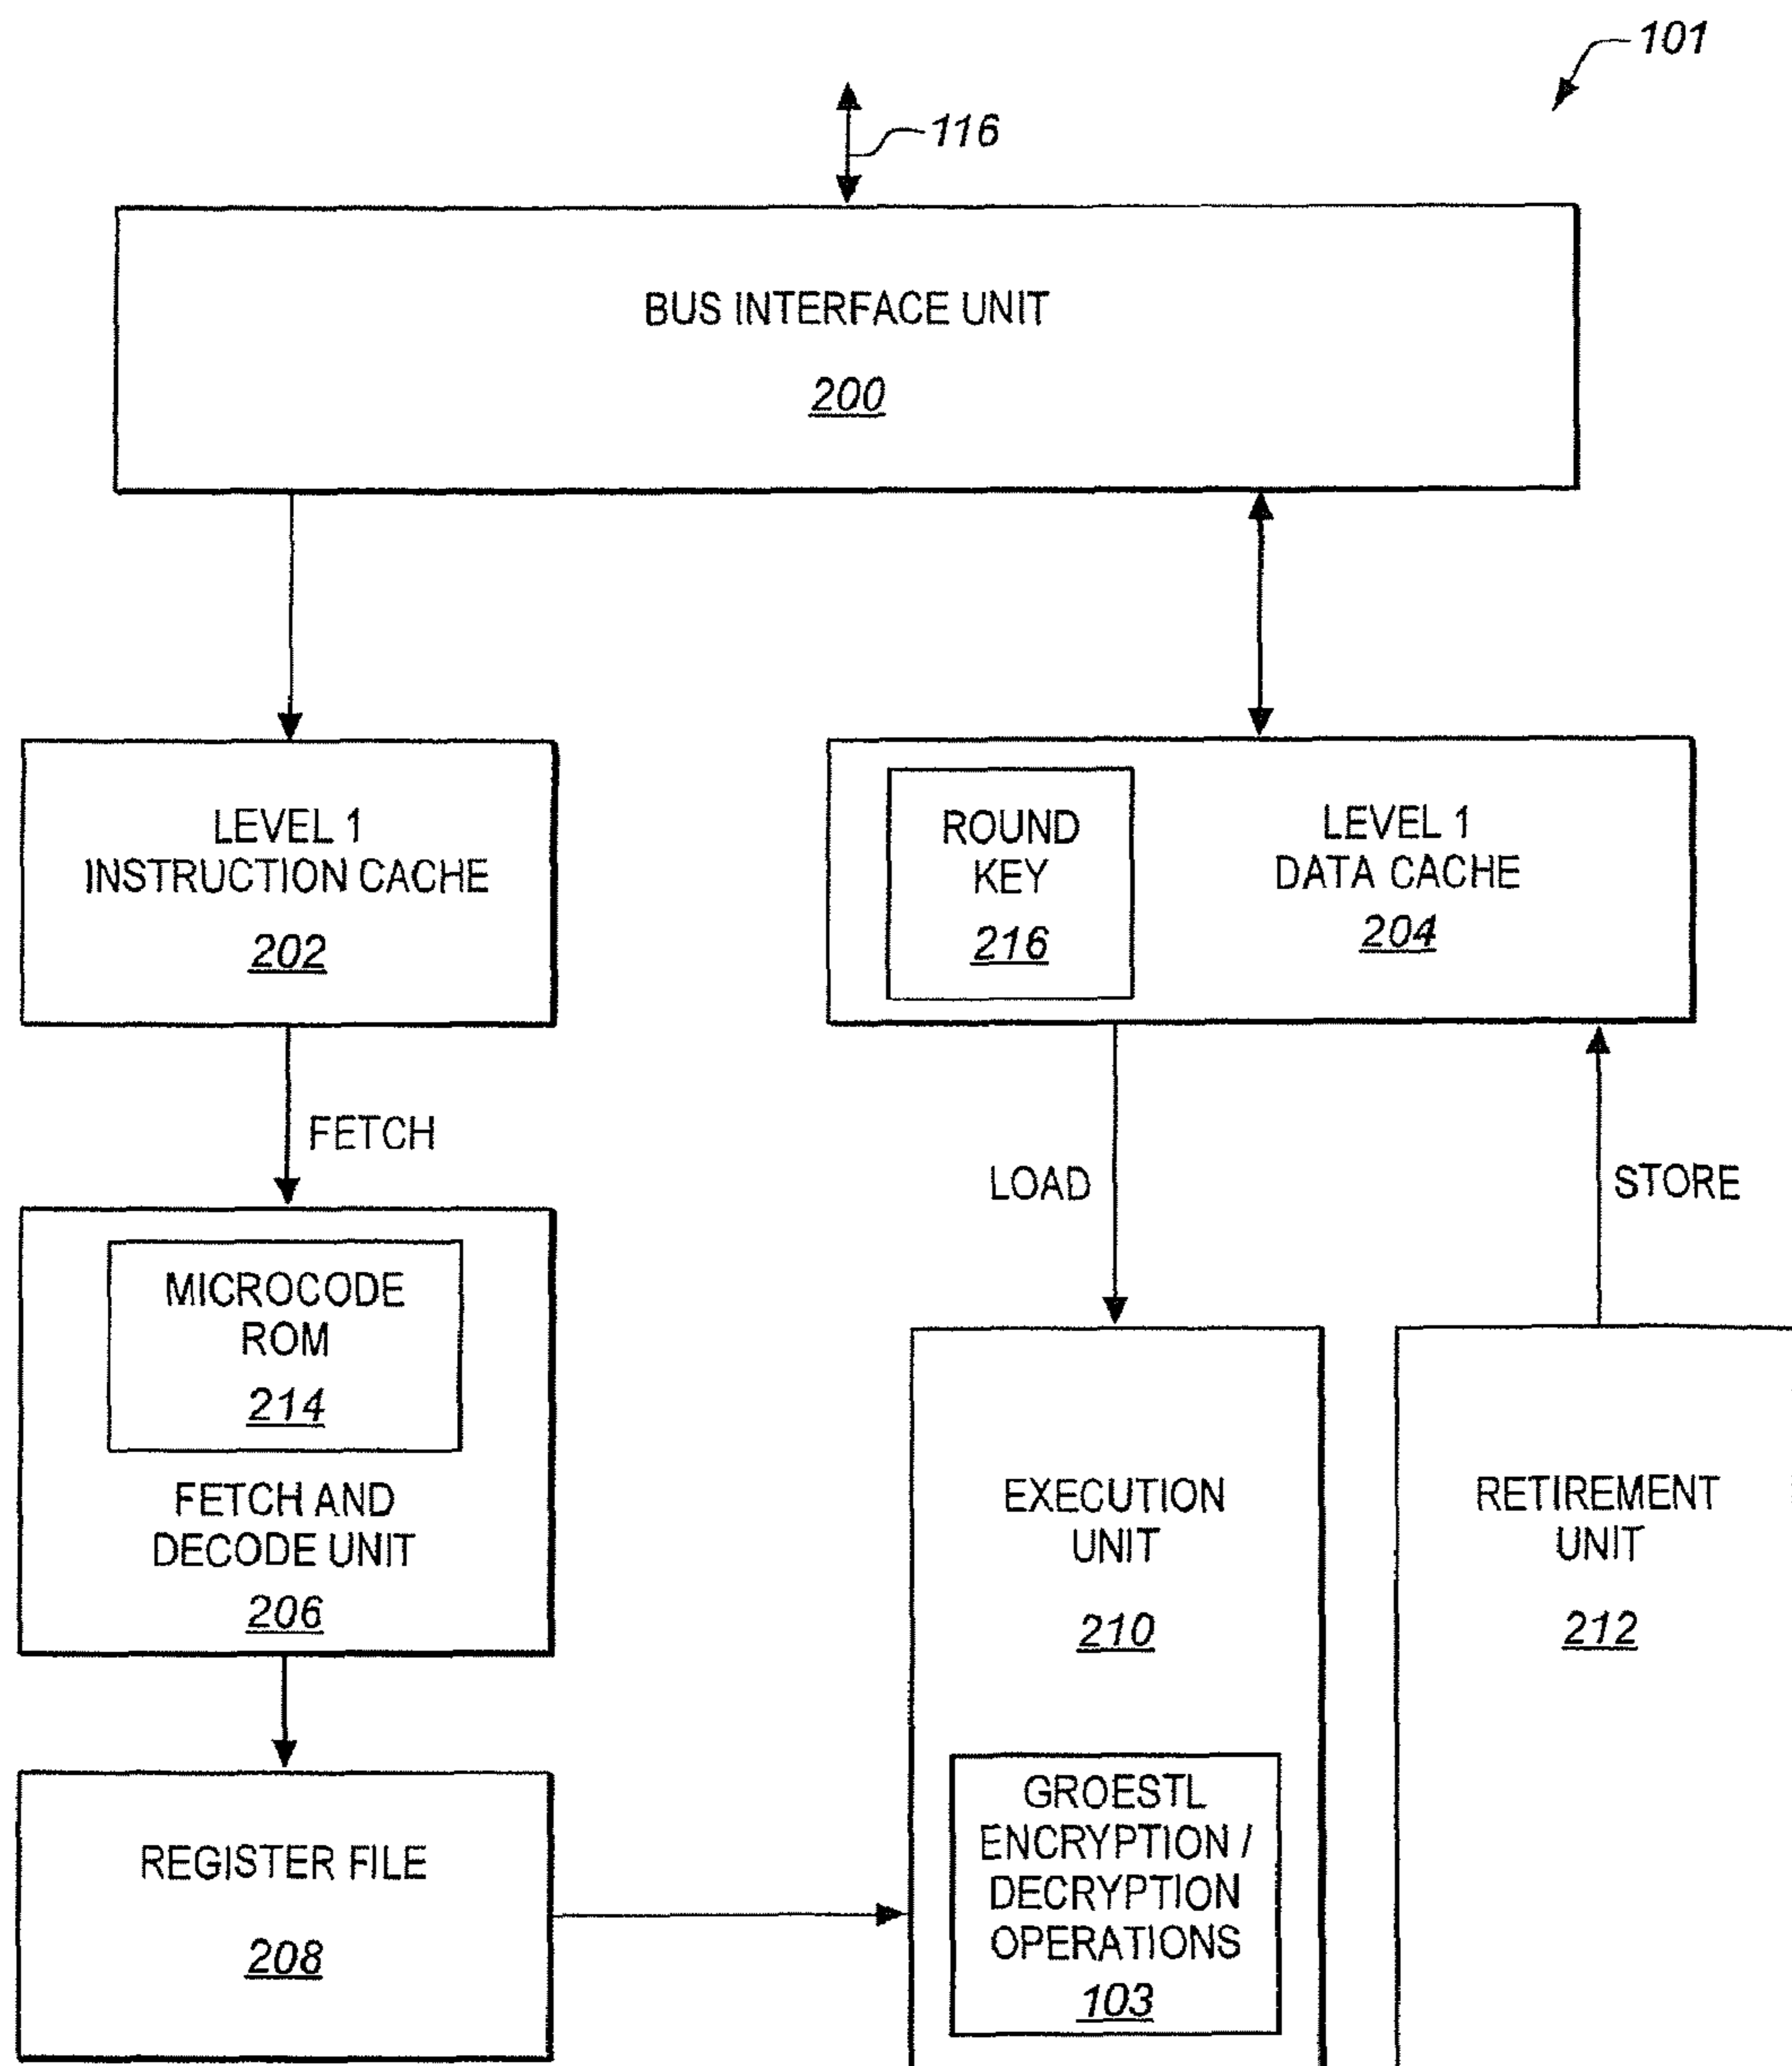 101
116
BUS INTERFACE UNIT
200
LEVEL 1
INSTRUCTION CACHE
202
ROUND
KEY
216
LEVEL 1
DATA CACHE
204
FETCH
LOAD
STORE
MICROCODE
ROM
214
FETCH AND
DECODE UNIT
206
EXECUTION
UNIT
210
RETIREMENT
UNIT
212
REGISTER FILE
208
GROESTL
ENCRYPTION /
DECRYPTION
OPERATIONS
103